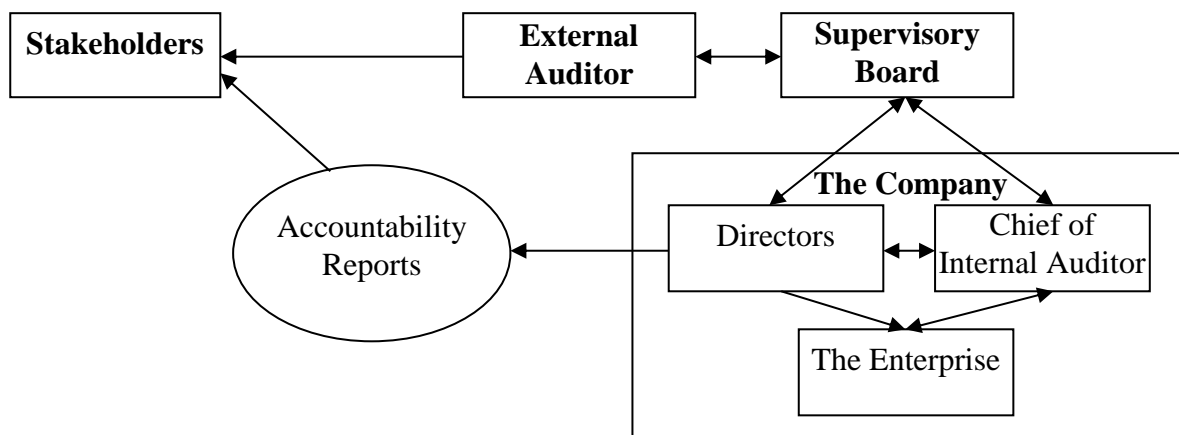 Stakeholders
External
Auditor
Supervisory
Board
The Company
Accountability
Reports
Directors
Chief of
Internal Auditor
The Enterprise